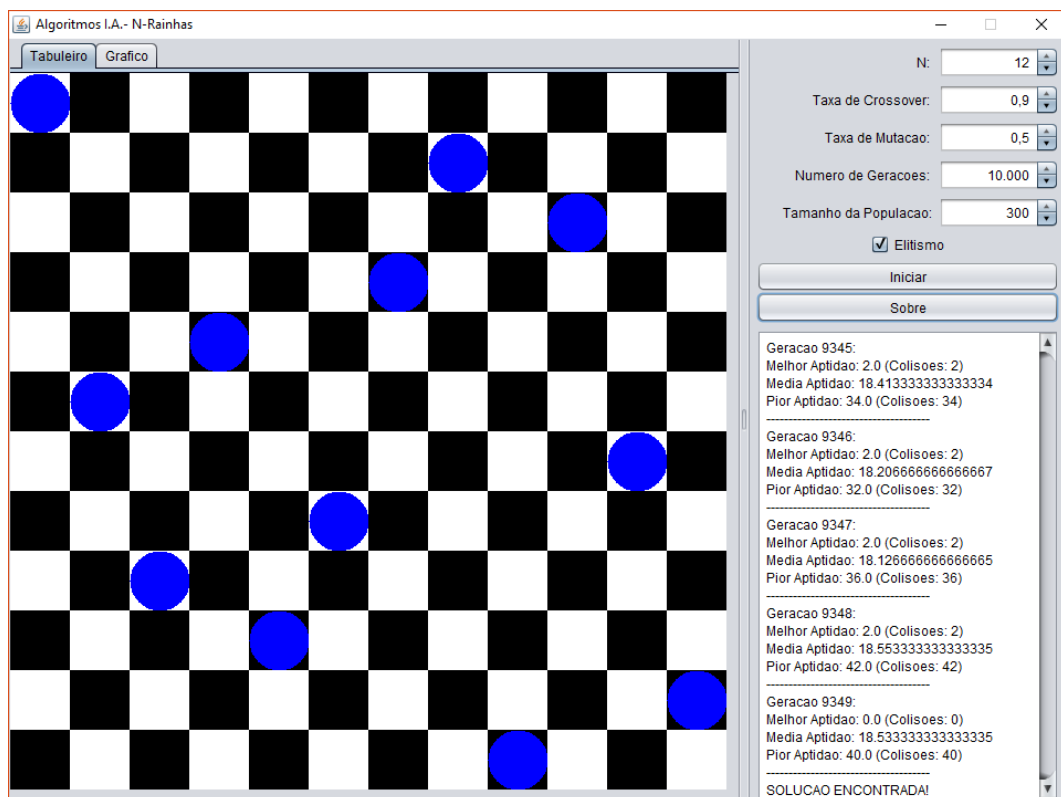 Algoritmos I.A.- N-Rainhas
Tabuleiro
Grafico
N:
12
Taxa de Crossover:
0,9
Taxa de Mutacao:
0,5
Numero de Geracoes:
10.000
Tamanho da Populacao:
300
Elitismo
Iniciar
Sobre
Geracao 9345:
Melhor Aptidao: 2.0 (Colisoes: 2)
Media Aptidao: 18.413333333333334
Pior Aptidao: 34.0 (Colisoes: 34)
------------------------------------
Geracao 9346:
Melhor Aptidao: 2.0 (Colisoes: 2)
Media Aptidao: 18.206666666666667
Pior Aptidao: 32.0 (Colisoes: 32)
------------------------------------
Geracao 9347:
Melhor Aptidao: 2.0 (Colisoes: 2)
Media Aptidao: 18.126666666666665
Pior Aptidao: 36.0 (Colisoes: 36)
------------------------------------
Geracao 9348:
Melhor Aptidao: 2.0 (Colisoes: 2)
Media Aptidao: 18.553333333333335
Pior Aptidao: 42.0 (Colisoes: 42)
------------------------------------
Geracao 9349:
Melhor Aptidao: 0.0 (Colisoes: 0)
Media Aptidao: 18.533333333333335
Pior Aptidao: 40.0 (Colisoes: 40)
------------------------------------
SOLUCAO ENCONTRADA!